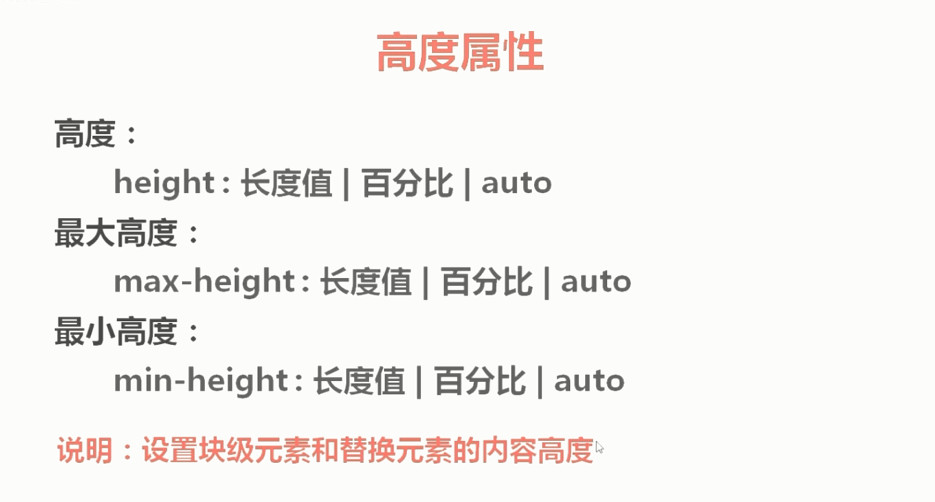 高度属性
高度：
height : 长度值 | 百分比 | auto
最大高度：
max-height : 长度值 | 百分比 | auto
最小高度：
min-height : 长度值 | 百分比 | auto
说明：设置块级元素和替换元素的内容高度